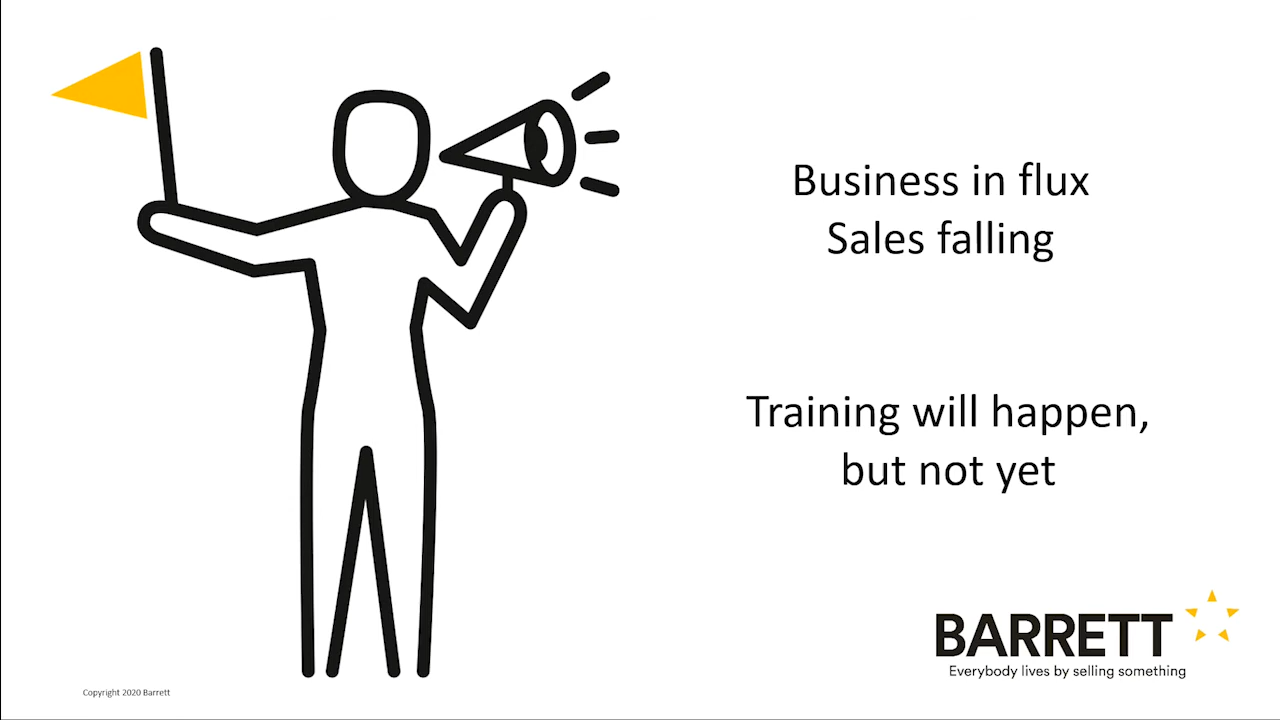 Business in flux
Sales falling
Training will happen,
but not yet
BARRETT
Everybody lives by selling something
Copyright 2020 Barrett